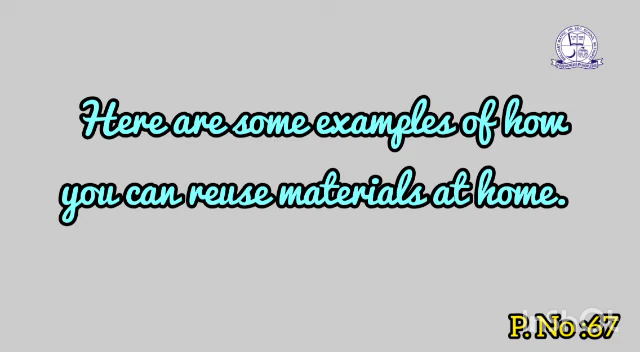 Here are some examples of how
you can reuse materials at home.
P. No :67